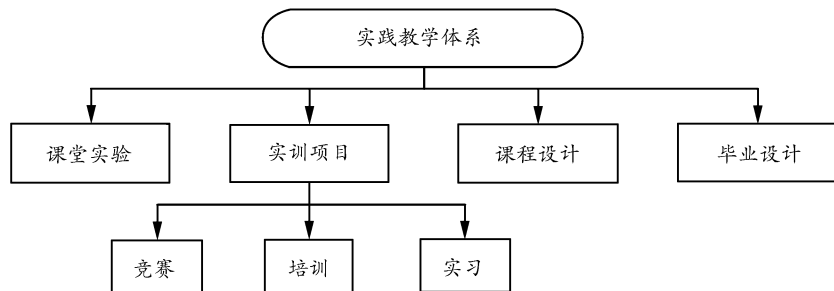 实践教学体系
课堂实验
实训项目
课程设计
毕业设计
竞赛
培训
实习